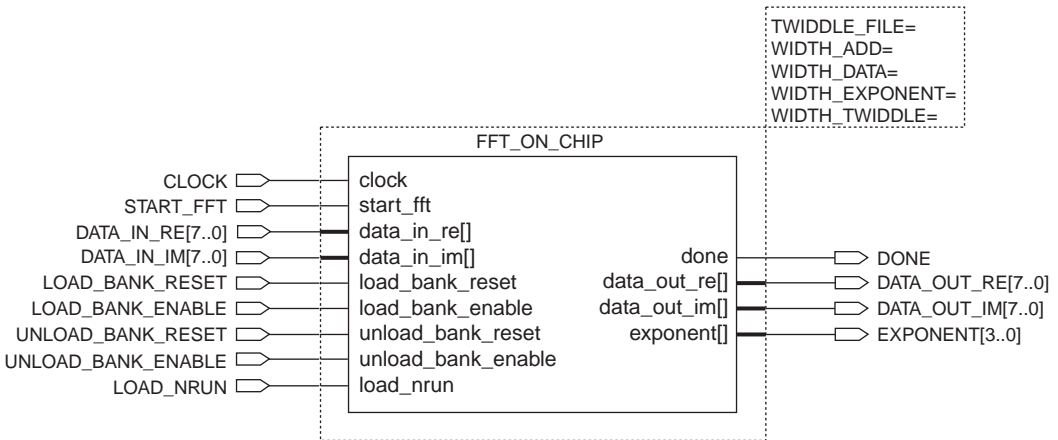 TWIDDLE_FILE=
WIDTH_ADD=
WIDTH_DATA=
WIDTH_EXPONENT=
WIDTH_TWIDDLE=
FFT_ON_CHIP
CLOCK clock
START_FFT start_fft
DATA_IN_RE[7..0] data_in_re[]
DATA_IN_IM[7..0] data_in_im[] done DONE
LOAD_BANK_RESET load_bank_reset data_out_re[] DATA_OUT_RE[7..0]
LOAD_BANK_ENABLE load_bank_enable data_out_im[] DATA_OUT_IM[7..0]
UNLOAD_BANK_RESET unload_bank_reset exponent[] EXPONENT[3..0]
UNLOAD_BANK_ENABLE unload_bank_enable
LOAD_NRUN load_nrun